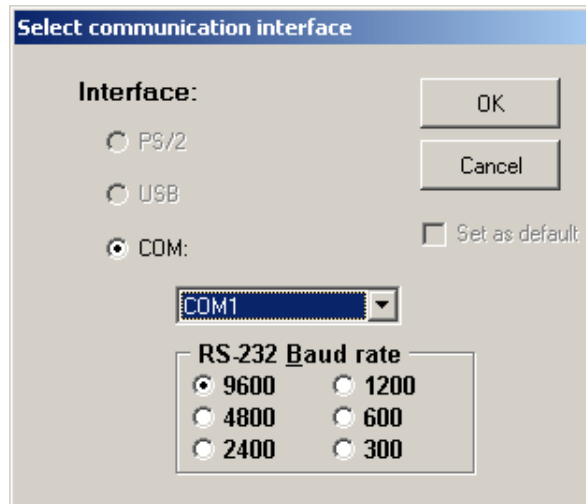 Select communication interface
Interface:
OK
PS/2
Cancel
USB
Set as default
COM:
COM1
RS-232 Baud rate
9600 1200
4800 600
2400 300